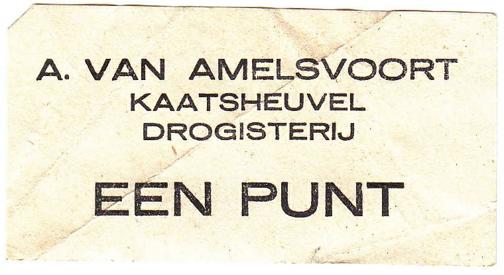 A. VAN AMELSVOORT
KAATSHEUVEL
DROGISTERIJ
EEN PUNT